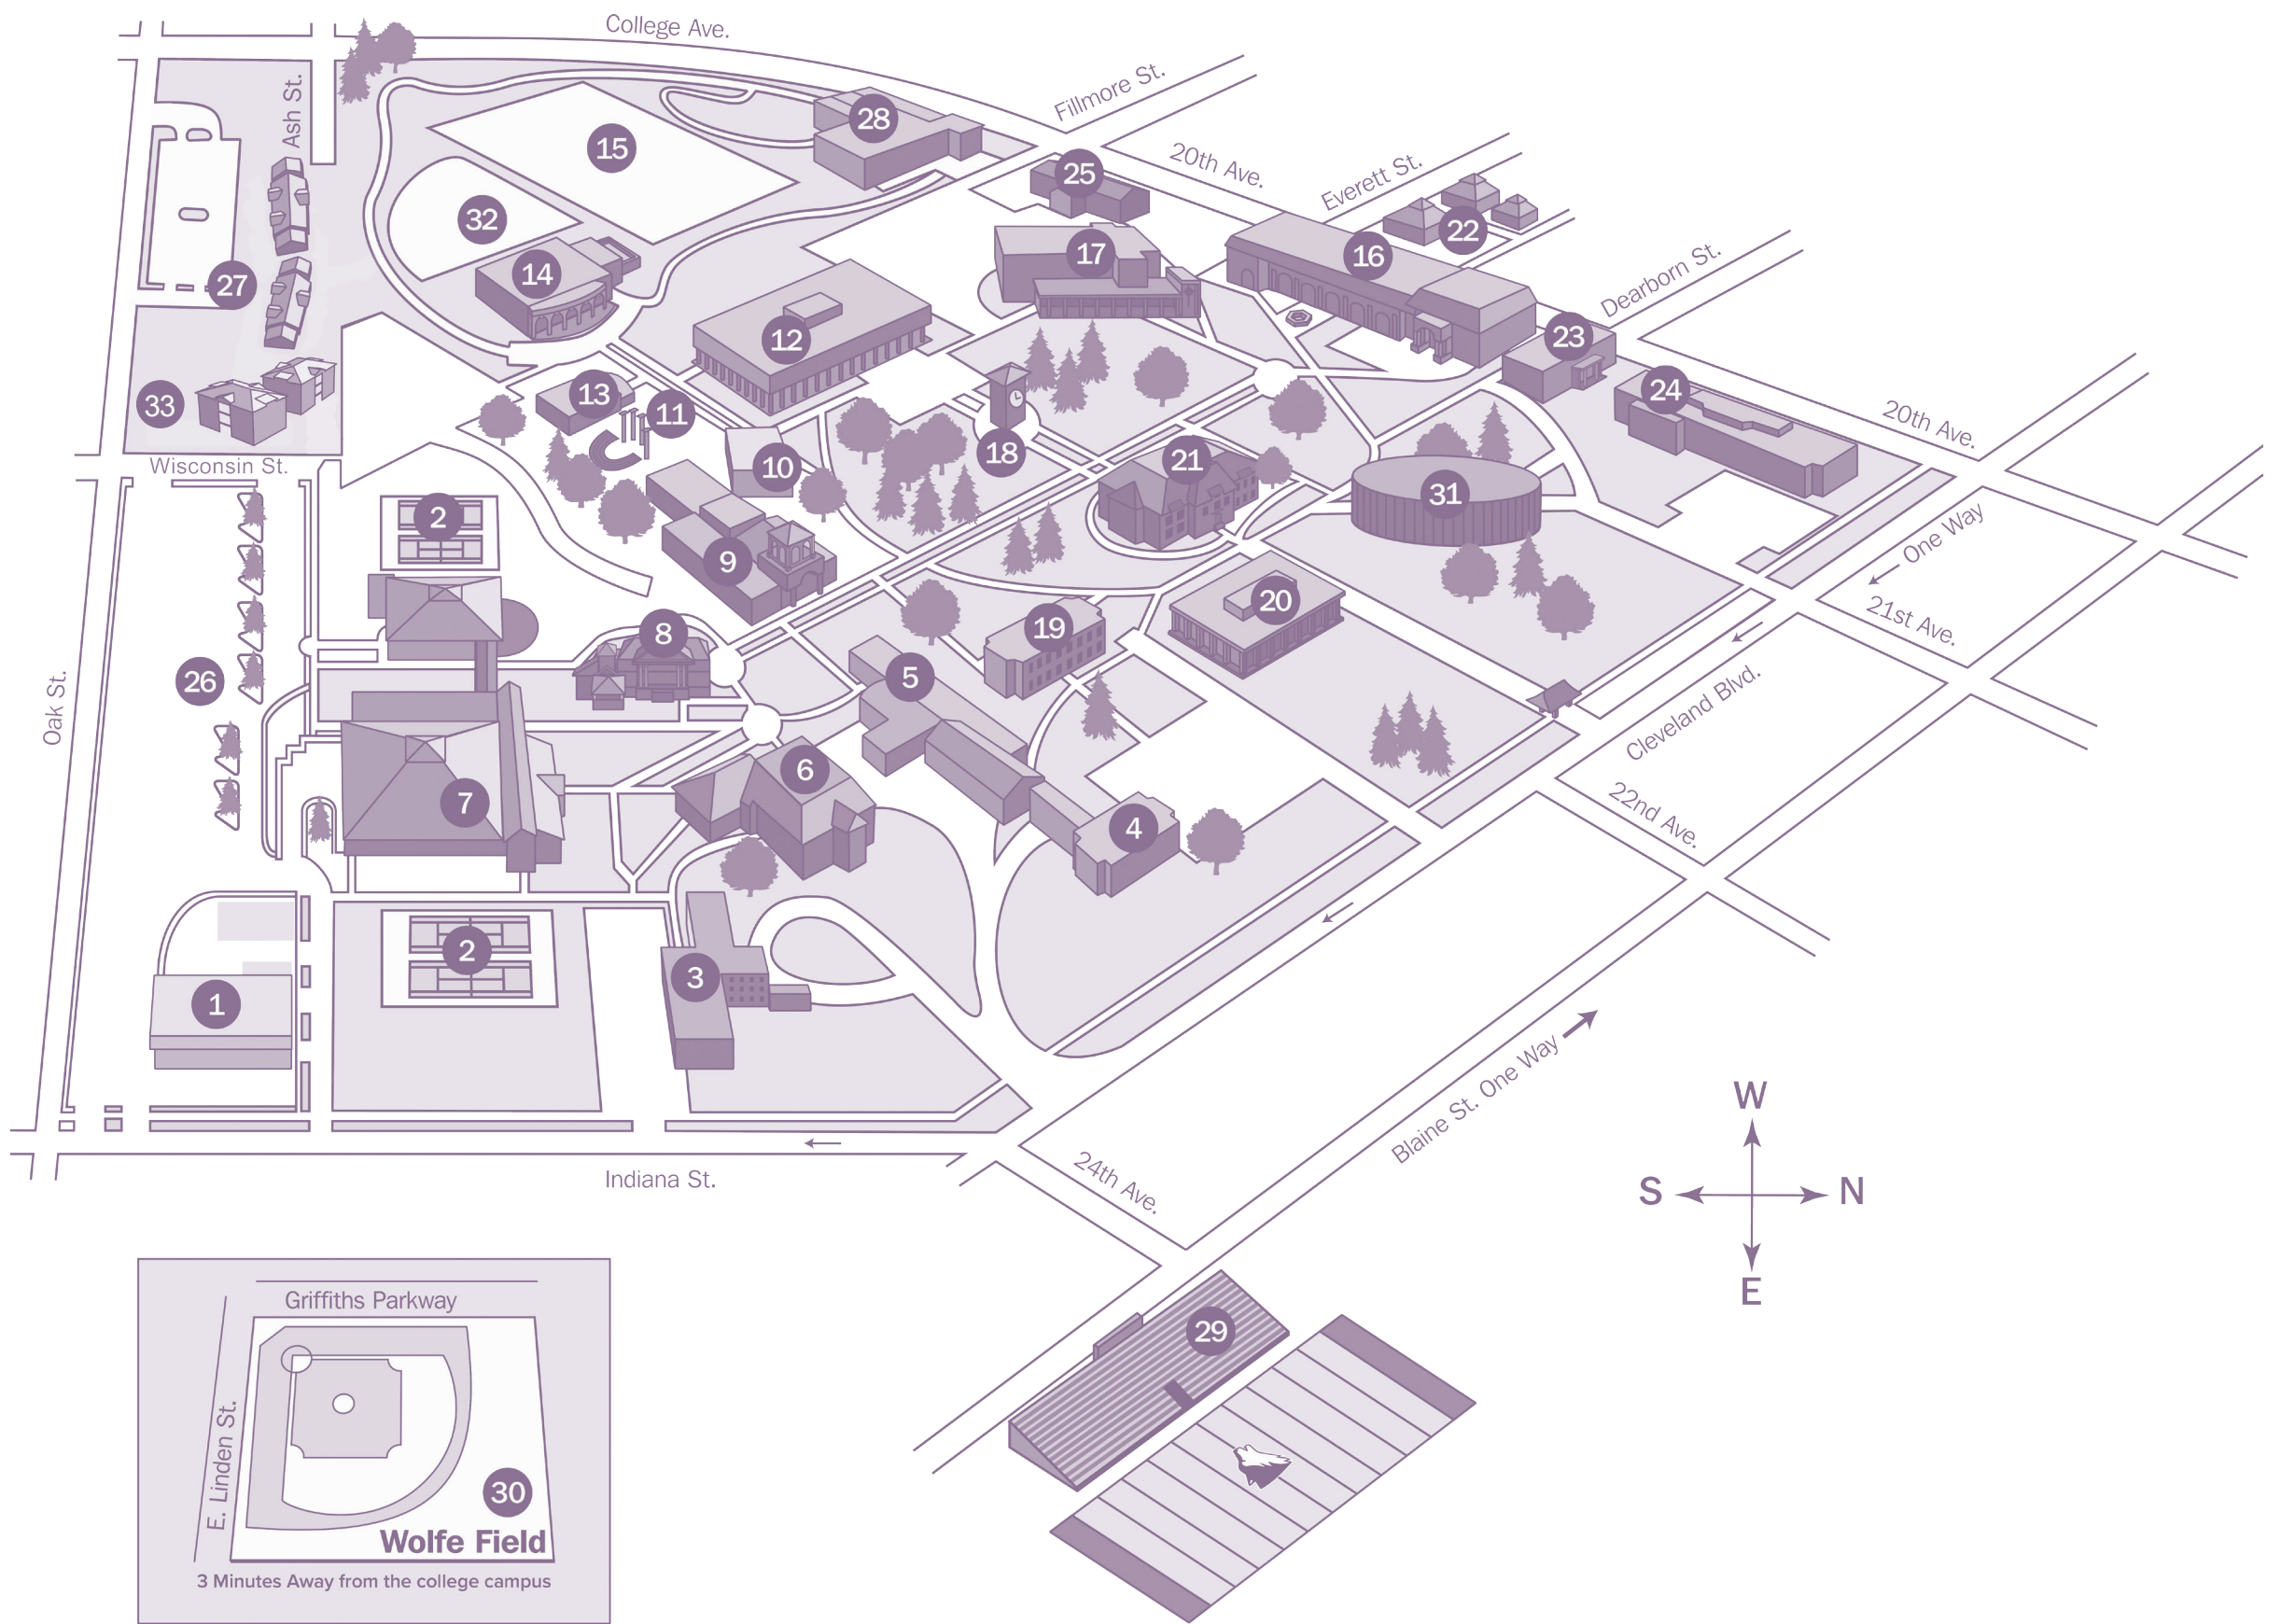 College Ave.
Fillmore St.
28
Ash St.
15
20th Ave.
Everett St.
25
32
22
17
16
14
27
Dearborn St.
12
23
13
24
33
11
20th Ave.
Wisconsin St.
10
18
21
31
2
One Way
9
20
21st Ave.
19
8
26
5
Oak St.
Cleveland Blvd.
6
7
22nd Ave.
4
2
3
1
Blaine St. One Way
W
S
N
E
Indiana St.
24th Ave.
29
Griffiths Parkway
E. Linden St.
30
Wolfe Field
3 Minutes Away from the college campus